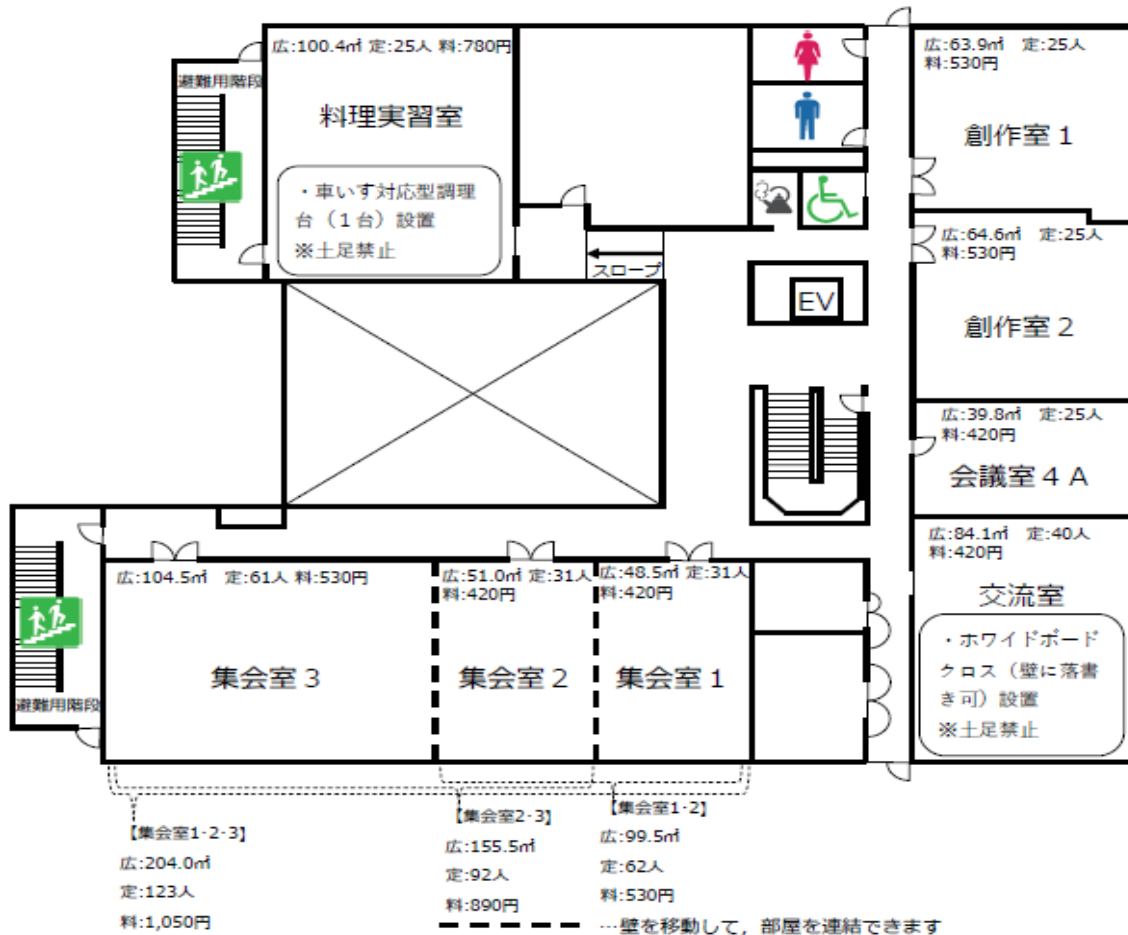 広:100.4㎡ 定:25人 料:780円
料理実習室
・車いす対応型調理
台（1台）設置
※土足禁止
避難用階段
スロープ
EV
広:63.9㎡ 定:25人
料:530円
創作室１
広:64.6㎡ 定:25人
料:530円
創作室２
広:39.8㎡ 定:25人
料:420円
会議室４A
広:84.1㎡ 定:40人
料:420円
交流室
・ホワイドボード
クロス（壁に落書
き可）設置
※土足禁止
広:104.5㎡ 定:61人 料:530円
集会室３
広:51.0㎡ 定:31人
料:420円
集会室２
広:48.5㎡ 定:31人
料:420円
集会室１
避難用階段
【集会室1･2･3】
広:204.0㎡
定:123人
料:1,050円
【集会室2･3】
広:155.5㎡
定:92人
料:890円
【集会室1･2】
広:99.5㎡
定:62人
料:530円
…壁を移動して，部屋を連結できます